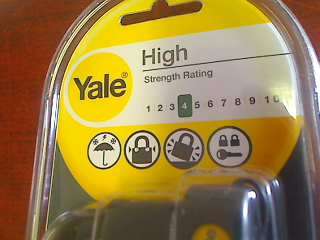 High
Yale®
Strength Rating
1 2 3 4 5 6 7 8 9 10